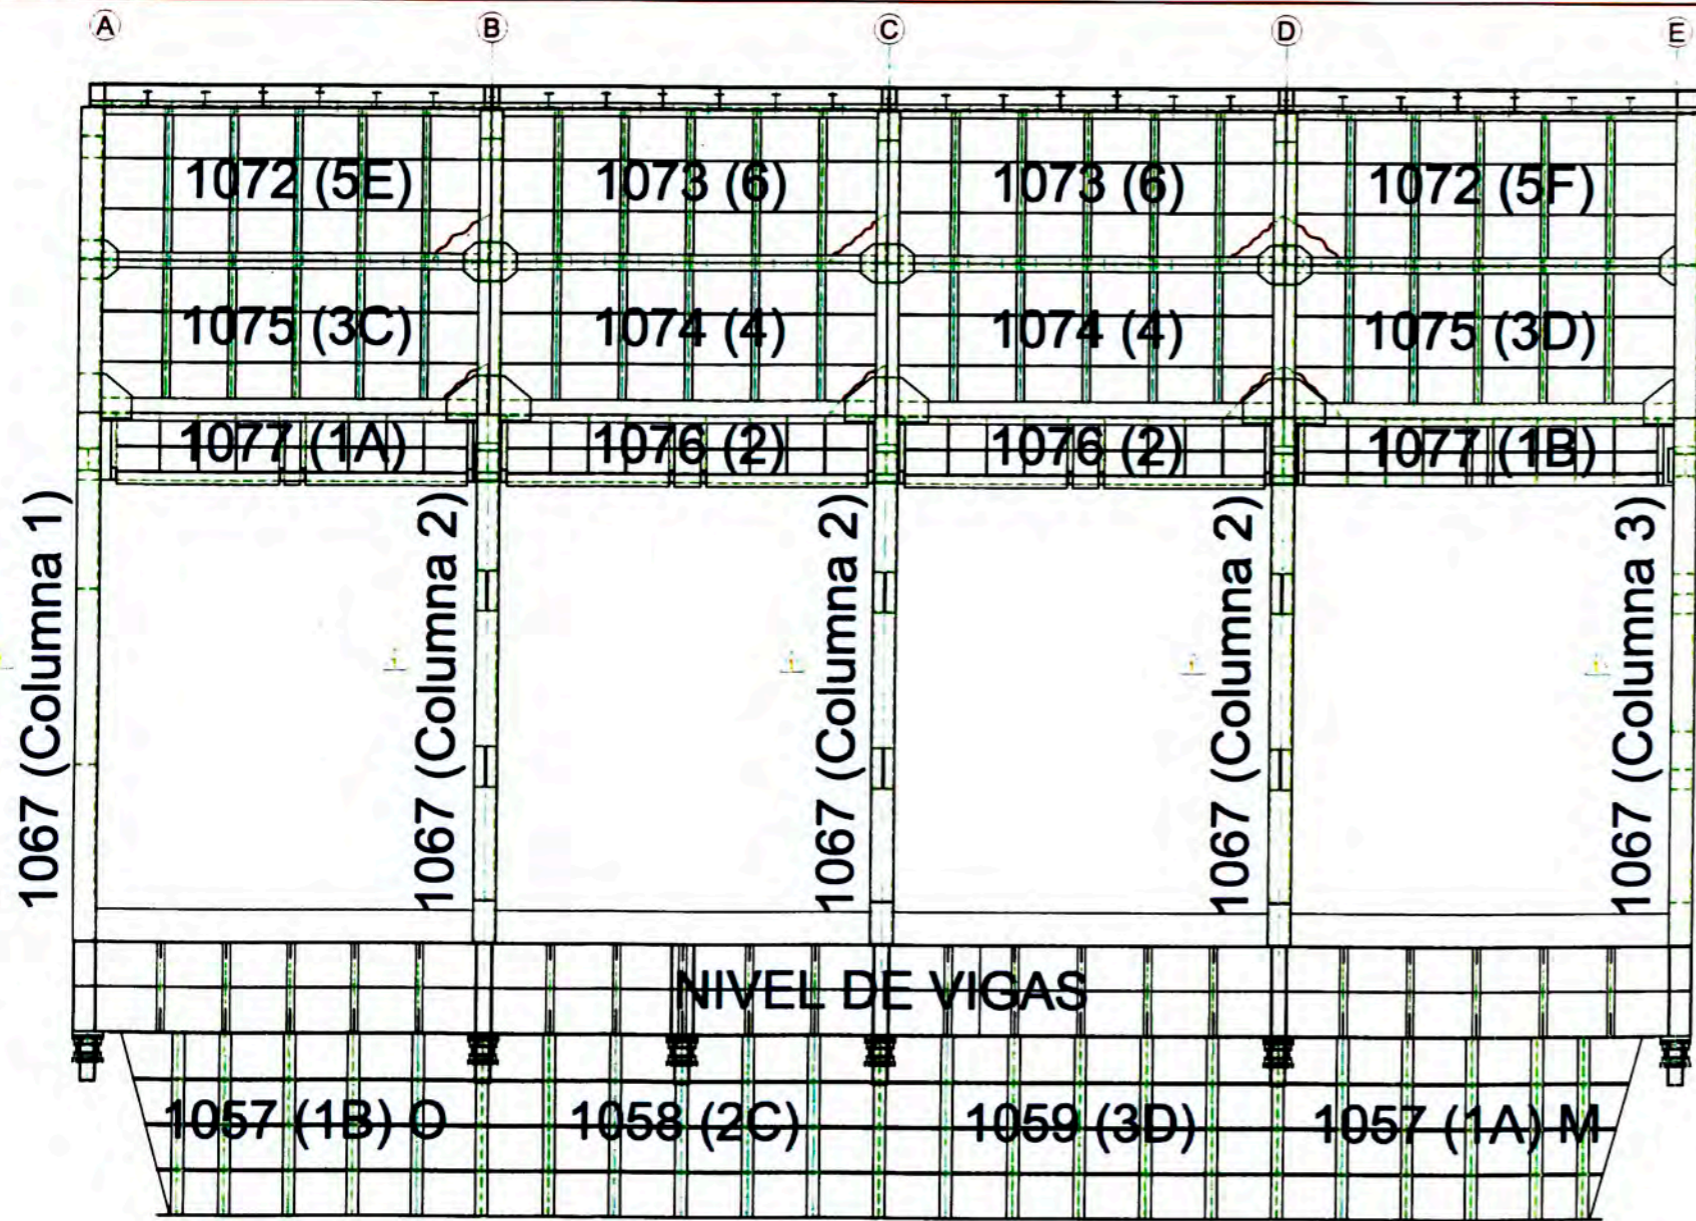 A B C D E
1072 (5E) 1073 (6) 1073 (6) 1072 (5F)
1075 (3C) 1074 (4) 1074 (4) 1075 (3D)
1077 (1A) 1076 (2) 1076 (2) 1077 (1B)
1067 (Columna 1)
1067 (Columna 2)
1067 (Columna 2)
1067 (Columna 2)
1067 (Columna 3)
NIVEL DE VIGAS
1057 (1B) O 1058 (2C) 1059 (3D) 1057 (1A) M